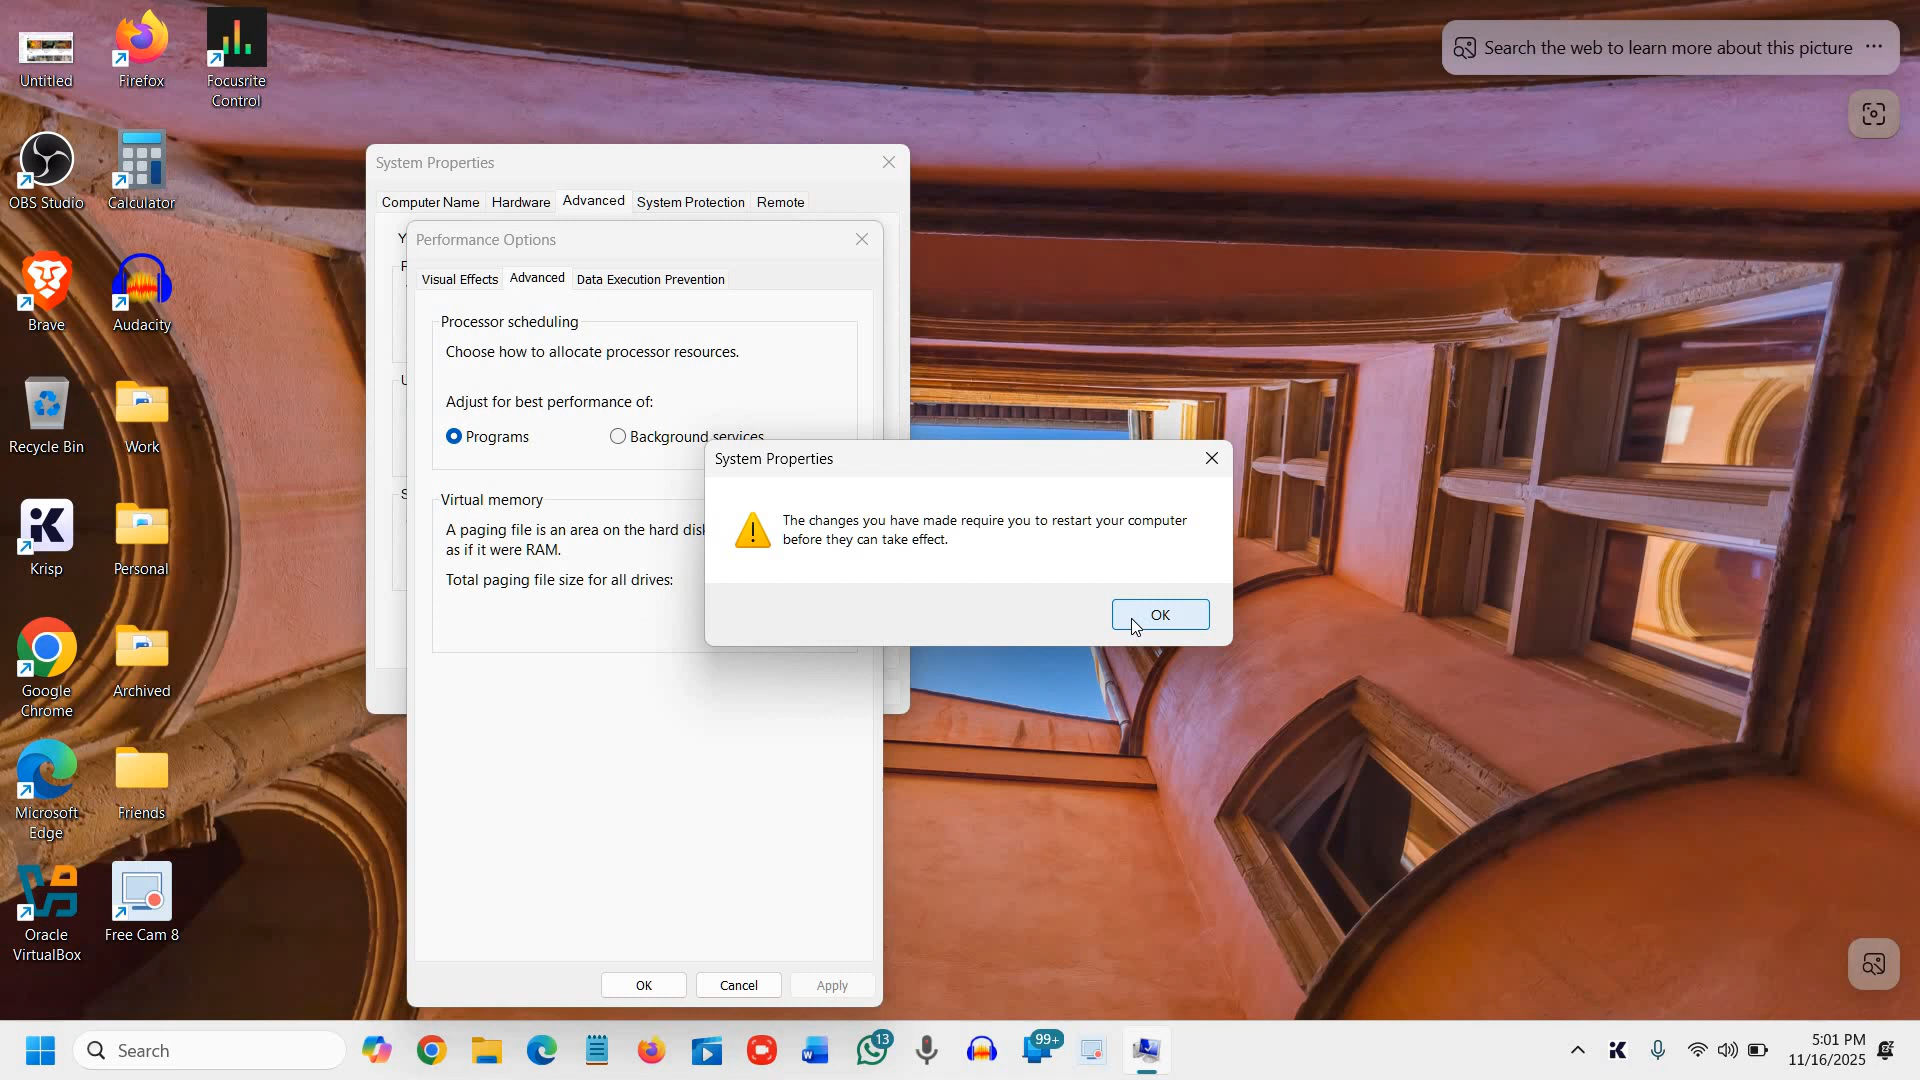 Untitled
Firefox
Focusrite
Control
Search the web to learn more about this picture
OBS Studio
Calculator
Brave
Audacity
Recycle Bin
Work
Krisp
Personal
Google
Chrome
Archived
Microsoft
Edge
Friends
Oracle
VirtualBox
Free Cam 8
System Properties
Computer Name
Hardware
Advanced
System Protection
Remote
Performance Options
Visual Effects
Advanced
Data Execution Prevention
Processor scheduling
Choose how to allocate processor resources.
Adjust for best performance of:
Programs
Background services
Virtual memory
A paging file is an area on the hard disk
as if it were RAM.
Total paging file size for all drives:
OK
Cancel
Apply
System Properties
The changes you have made require you to restart your computer
before they can take effect.
OK
Search
13
99+
5:01 PM
11/16/2025